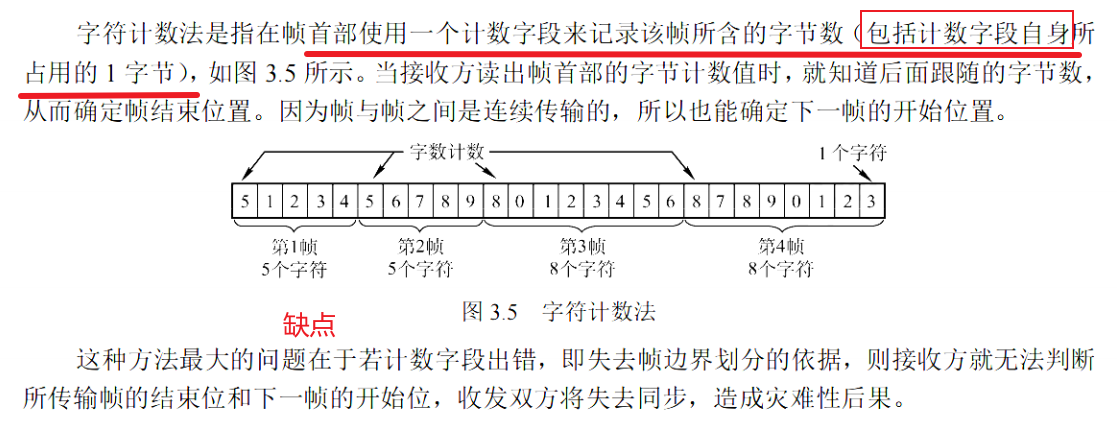 字符计数法是指在帧首部使用一个计数字段来记录该帧所含的字节数（包括计数字段自身所
占用的 1 字节），如图 3.5 所示。当接收方读出帧首部的字节计数值时，就知道后面跟随的字节数，
从而确定帧结束位置。因为帧与帧之间是连续传输的，所以也能确定下一帧的开始位置。
字数计数 1 个字符
5 1 2 3 4 5 6 7 8 9 8 0 1 2 3 4 5 6 8 7 8 9 0 1 2 3
第1帧 第2帧 第3帧 第4帧
5个字符 5个字符 8个字符 8个字符
图 3.5 字符计数法
缺点
这种方法最大的问题在于若计数字段出错，即失去帧边界划分的依据，则接收方就无法判断
所传输帧的结束位和下一帧的开始位，收发双方将失去同步，造成灾难性后果。